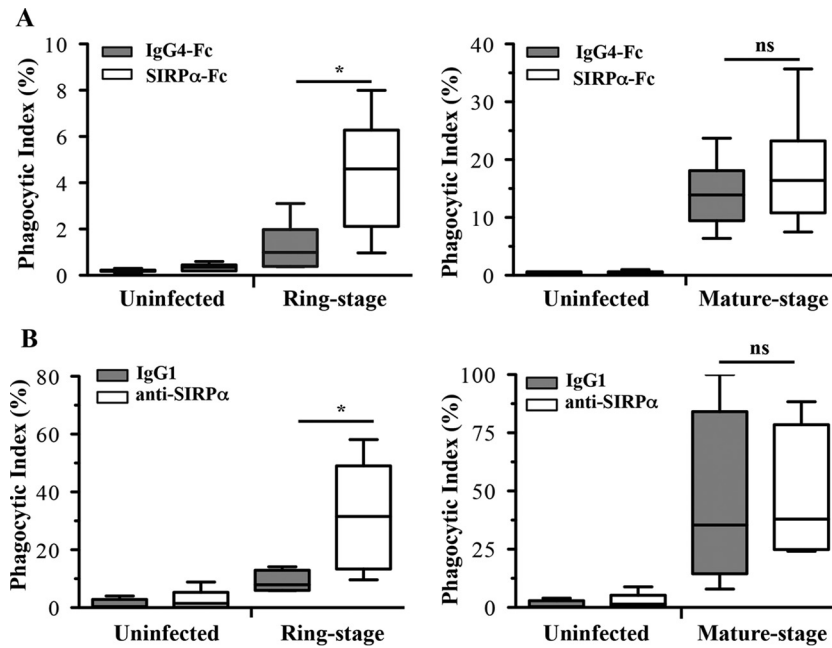 A
IgG4-Fc
SIRPα-Fc
*
Phagocytic Index (%)
10
8
6
4
2
0
Uninfected
Ring-stage
IgG4-Fc
SIRPα-Fc
ns
Phagocytic Index (%)
40
30
20
10
0
Uninfected
Mature-stage
B
IgG1
anti-SIRPα
*
Phagocytic Index (%)
80
60
40
20
0
Uninfected
Ring-stage
IgG1
anti-SIRPα
ns
Phagocytic Index (%)
100
75
50
25
0
Uninfected
Mature-stage